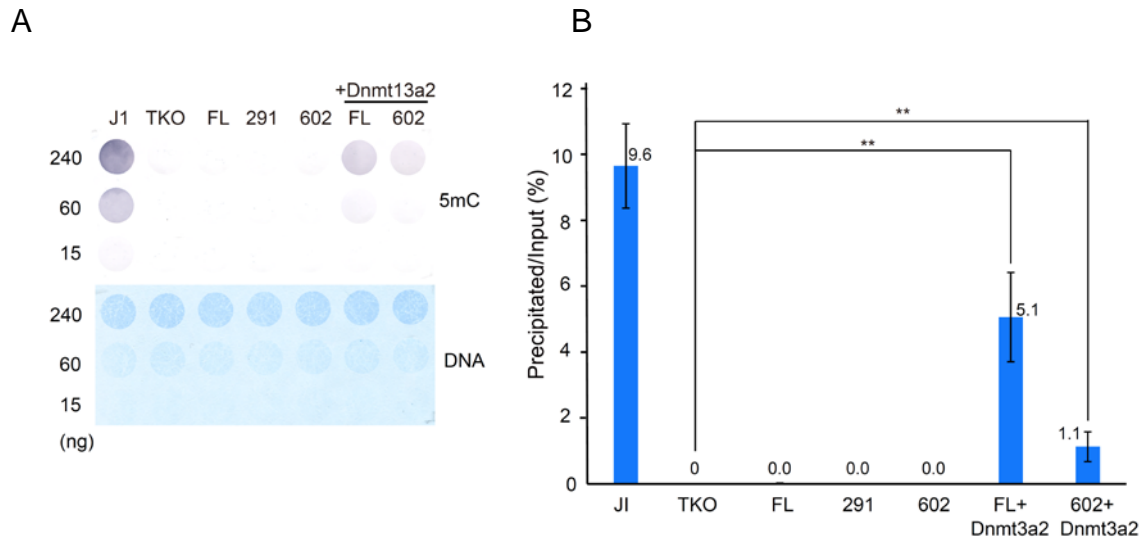 A
B
+Dnmt13a2
J1 TKO FL 291 602 FL 602
240
60
15
5mC
240
60
15
DNA
(ng)
Precipitated/Input (%)
12
10
8
6
4
2
0
**
**
9.6
0
0.0
0.0
0.0
5.1
1.1
JI TKO FL 291 602 FL+ 602+
Dnmt3a2 Dnmt3a2